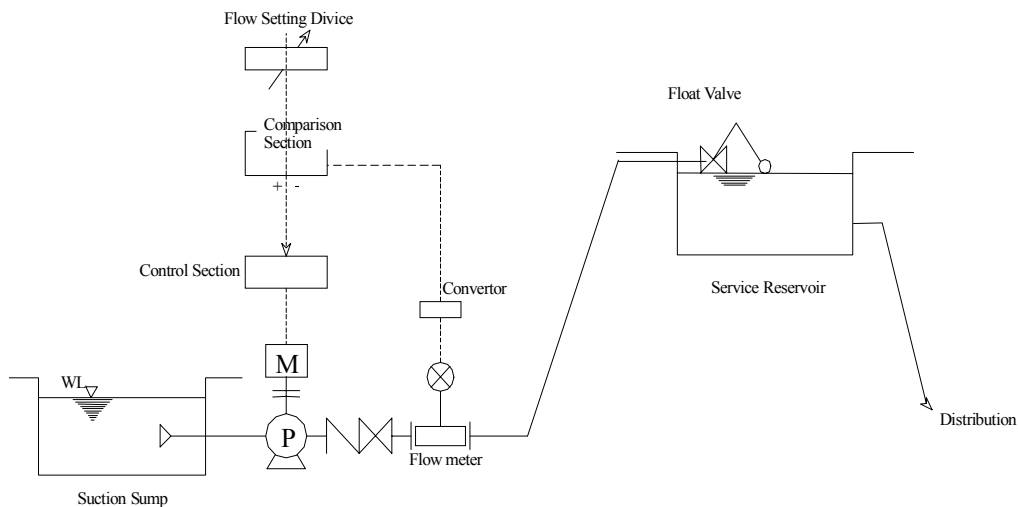 Flow Setting Divice
Float Valve
Comparison
Section
+ -
Control Section
Convertor
Service Reservoir
M
WL
P
Distribution
Flow meter
Suction Sump